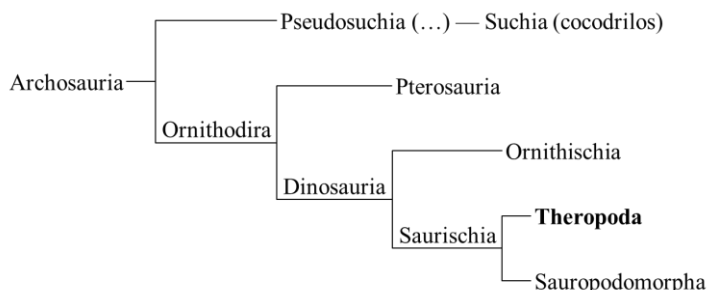 Pseudosuchia (…) — Suchia (cocodrilos)
Archosauria
Pterosauria
Ornithodira
Ornithischia
Dinosauria
Theropoda
Saurischia
Sauropodomorpha